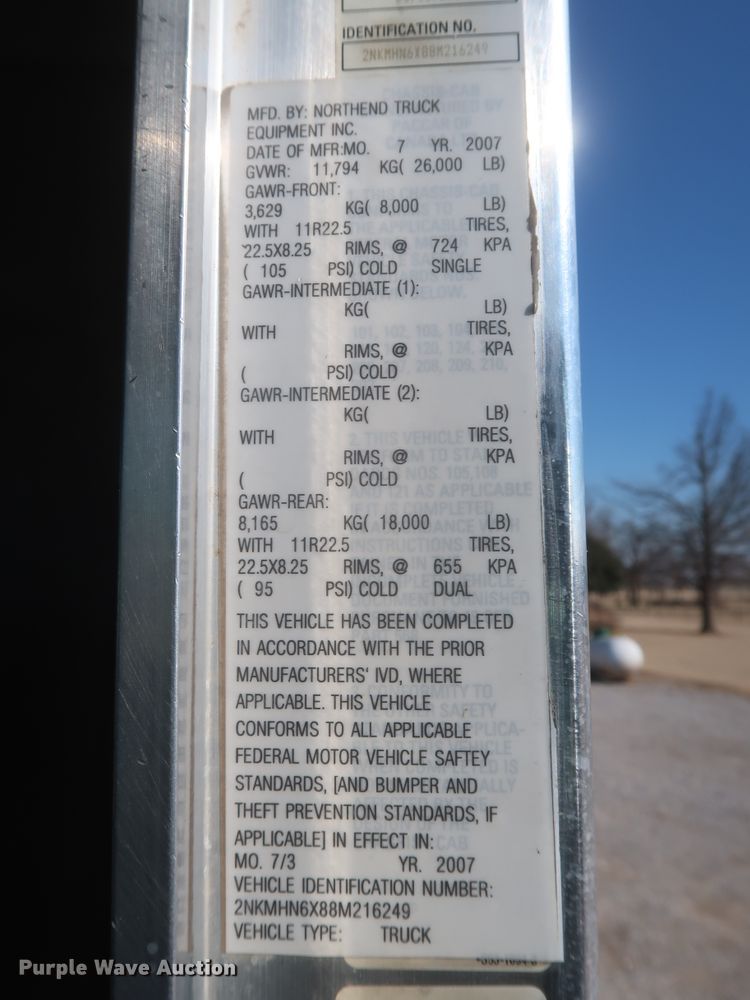 IDENTIFICATION NO.
2NKMHN6X88M216249
MFD. BY: NORTHEND TRUCK
EQUIPMENT INC.
DATE OF MFR:MO. 7 YR. 2007
GVWR: 11,794 KG( 26,000 LB)
GAWR-FRONT:
3,629 KG( 8,000 LB)
WITH 11R22.5 TIRES,
22.5X8.25 RIMS, @ 724 KPA
( 105 PSI) COLD SINGLE
GAWR-INTERMEDIATE (1):
KG( LB)
WITH TIRES,
RIMS, @ KPA
( PSI) COLD
GAWR-INTERMEDIATE (2):
KG( LB)
WITH TIRES,
RIMS, @ KPA
( PSI) COLD
GAWR-REAR:
8,165 KG( 18,000 LB)
WITH 11R22.5 TIRES,
22.5X8.25 RIMS, @ 655 KPA
( 95 PSI) COLD DUAL
THIS VEHICLE HAS BEEN COMPLETED
IN ACCORDANCE WITH THE PRIOR
MANUFACTURERS' IVD, WHERE
APPLICABLE. THIS VEHICLE
CONFORMS TO ALL APPLICABLE
FEDERAL MOTOR VEHICLE SAFTEY
STANDARDS, [AND BUMPER AND
THEFT PREVENTION STANDARDS, IF
APPLICABLE] IN EFFECT IN:
MO. 7/3 YR. 2007
VEHICLE IDENTIFICATION NUMBER:
2NKMHN6X88M216249
VEHICLE TYPE: TRUCK
Purple Wave Auction